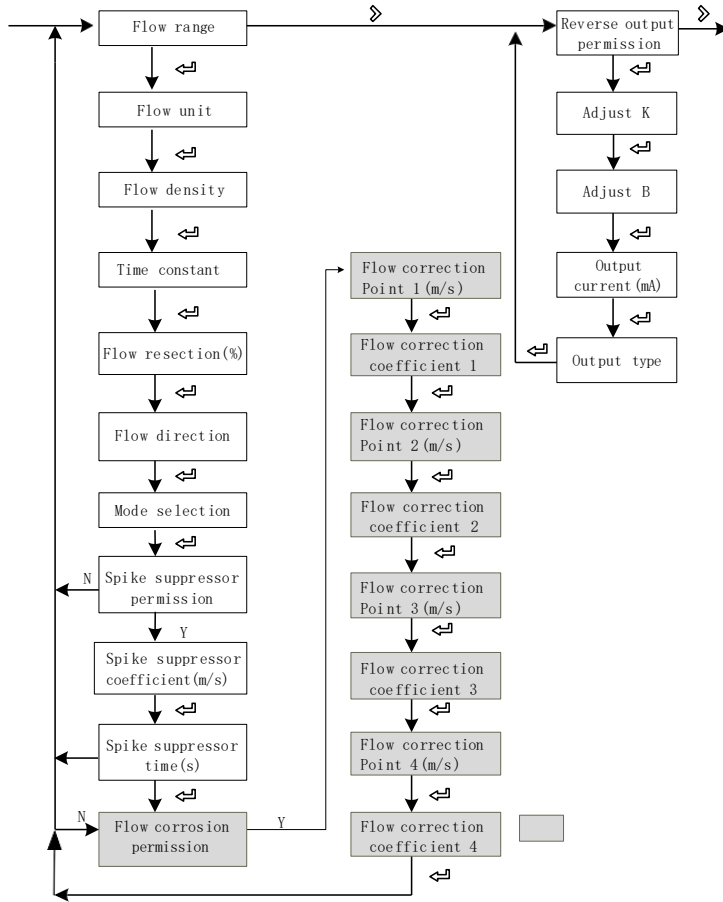 Flow range
Flow unit
Flow density
Time constant
Flow resection(%)
Flow direction
Mode selection
N
Spike suppressor
permission
Y
Spike suppressor
coefficient(m/s)
Spike suppressor
time(s)
N
Flow corrosion
permission
Y
Flow correction
Point 1(m/s)
Flow correction
coefficient 1
Flow correction
Point 2(m/s)
Flow correction
coefficient 2
Flow correction
Point 3(m/s)
Flow correction
coefficient 3
Flow correction
Point 4(m/s)
Flow correction
coefficient 4
Reverse output
permission
Adjust K
Adjust B
Output
current(mA)
Output type